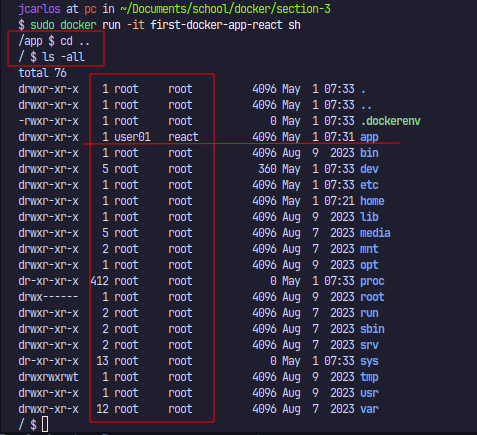 jcarlos at pc in ~/Documents/school/docker/section-3
$ sudo docker run -it first-docker-app-react sh
/app $ cd ..
/ $ ls -all
total 76
drwxr-xr-x 1 root root 4096 May 1 07:33 .
drwxr-xr-x 1 root root 4096 May 1 07:33 ..
-rwxr-xr-x 1 root root 0 May 1 07:33 .dockerenv
drwxr-xr-x 1 user01 react 4096 May 1 07:31 app
drwxr-xr-x 1 root root 4096 Aug 9 2023 bin
drwxr-xr-x 5 root root 360 May 1 07:33 dev
drwxr-xr-x 1 root root 4096 May 1 07:33 etc
drwxr-xr-x 1 root root 4096 May 1 07:21 home
drwxr-xr-x 1 root root 4096 Aug 9 2023 lib
drwxr-xr-x 5 root root 4096 Aug 7 2023 media
drwxr-xr-x 2 root root 4096 Aug 7 2023 mnt
drwxr-xr-x 1 root root 4096 Aug 9 2023 opt
dr-xr-xr-x 412 root root 0 May 1 07:33 proc
drwx------ 1 root root 4096 Aug 9 2023 root
drwxr-xr-x 2 root root 4096 Aug 7 2023 run
drwxr-xr-x 2 root root 4096 Aug 7 2023 sbin
drwxr-xr-x 2 root root 4096 Aug 7 2023 srv
dr-xr-xr-x 13 root root 0 May 1 07:33 sys
drwxrwxrwt 1 root root 4096 Aug 9 2023 tmp
drwxr-xr-x 1 root root 4096 Aug 9 2023 usr
drwxr-xr-x 12 root root 4096 Aug 7 2023 var
/ $